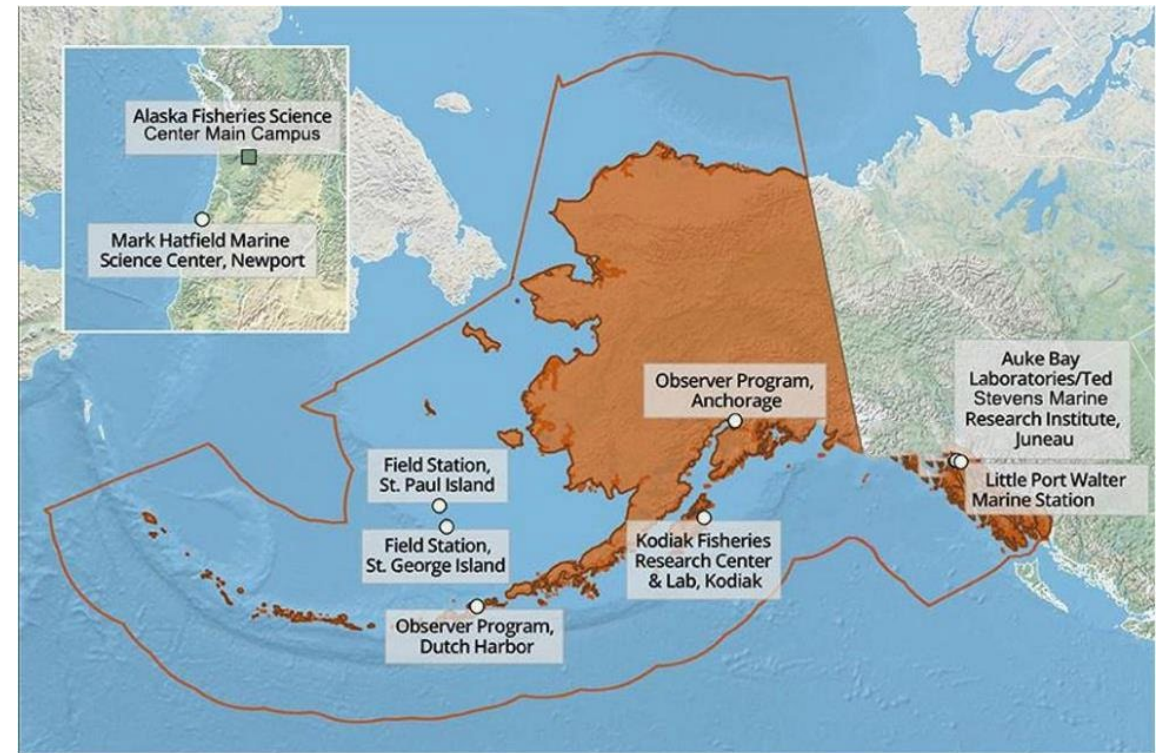 Alaska Fisheries Science
Center Main Campus
Mark Hatfield Marine
Science Center, Newport
Observer Program,
Anchorage
Auke Bay
Laboratories/Ted
Stevens Marine
Research Institute,
Juneau
Little Port Walter
Marine Station
Field Station,
St. Paul Island
Field Station,
St. George Island
Kodiak Fisheries
Research Center
& Lab, Kodiak
Observer Program,
Dutch Harbor